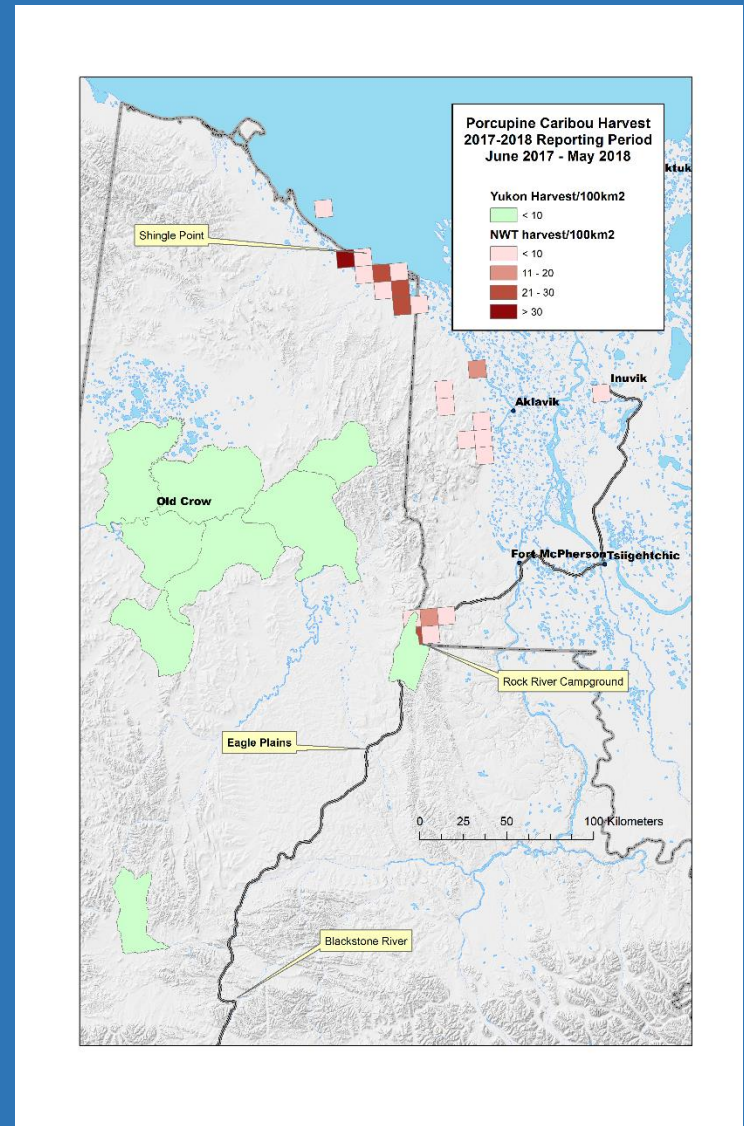 Porcupine Caribou Harvest
2017-2018 Reporting Period
June 2017 - May 2018
Yukon Harvest/100km2
< 10
NWT harvest/100km2
< 10
11 - 20
21 - 30
> 30
ktuk
Shingle Point
Inuvik
Aklavik
Old Crow
Fort McPherson
Tsiigehtchic
Rock River Campground
Eagle Plains
0 25 50 100 Kilometers
Blackstone River